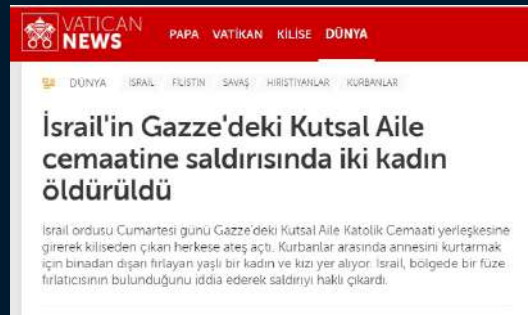 VATICAN
NEWS
PAPA VATİKAN KİLİSE DÜNYA
DÜNYA İSRAİL FİLİSTİN SAVAŞ HIRİSTİYANLAR KURBANLAR
İsrail'in Gazze'deki Kutsal Aile
cemaatine saldırısında iki kadın
öldürüldü
İsrail ordusu Cumartesi günü Gazze'deki Kutsal Aile Katolik Cemaati yerleşkesine
girerek kiliseden çıkan herkese ateş açtı. Kurbanlar arasında annesini kurtarmak
için binadan dışarı fırlayan yaşlı bir kadın ve kızı yer alıyor. İsrail, bölgede bir füze
fırlatıcısının bulunduğunu iddia ederek saldırıyı haklı çıkardı.